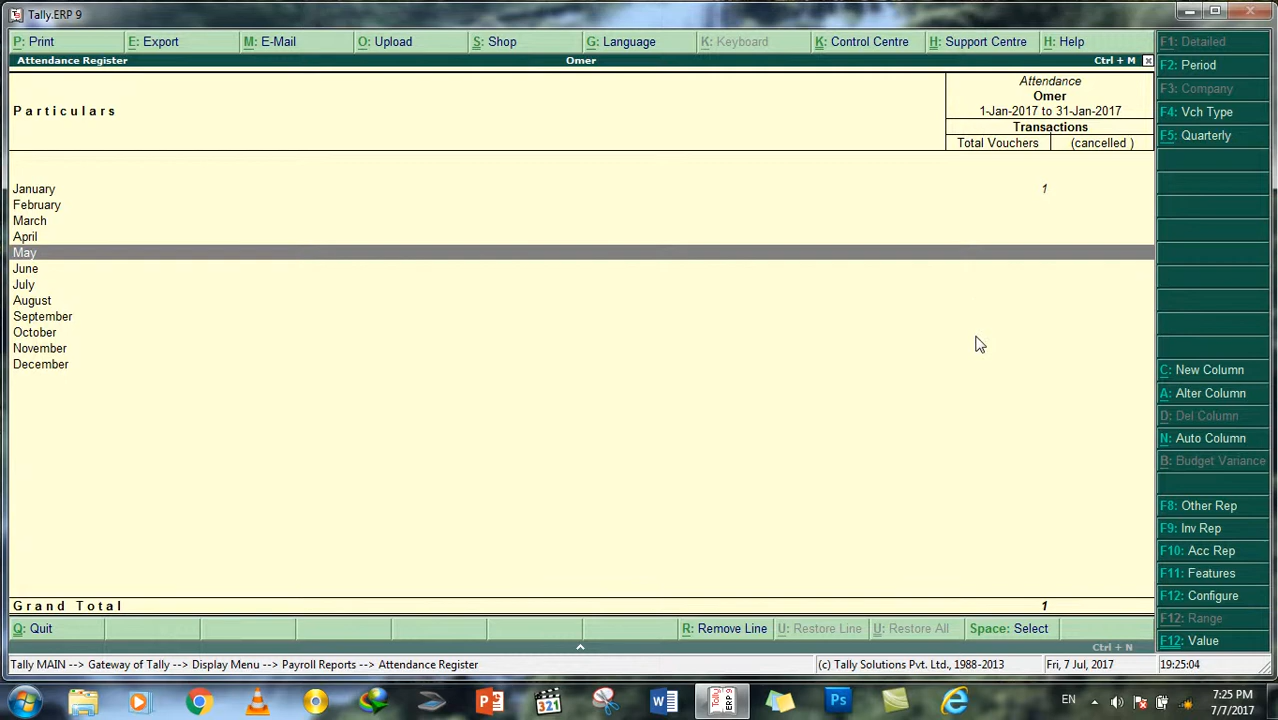 Tally.ERP 9
P: Print E: Export M: E-Mail O: Upload S: Shop G: Language K: Keyboard K: Control Centre H: Support Centre H: Help
Attendance Register Omer Ctrl + M
Particulars
Attendance
Omer
1-Jan-2017 to 31-Jan-2017
Transactions
Total Vouchers (cancelled )
January 1
February
March
April
May
June
July
August
September
October
November
December
Grand Total 1
F1: Detailed
F2: Period
F3: Company
F4: Vch Type
F5: Quarterly
C: New Column
A: Alter Column
D: Del Column
N: Auto Column
B: Budget Variance
F8: Other Rep
F9: Inv Rep
F10: Acc Rep
F11: Features
F12: Configure
F12: Range
F12: Value
Q: Quit R: Remove Line U: Restore Line U: Restore All Space: Select
Ctrl + N
Tally MAIN --> Gateway of Tally --> Display Menu --> Payroll Reports --> Attendance Register (c) Tally Solutions Pvt. Ltd., 1988-2013 Fri, 7 Jul, 2017 19:25:04
321
Tally ERP 9
Ps
EN
7:25 PM
7/7/2017